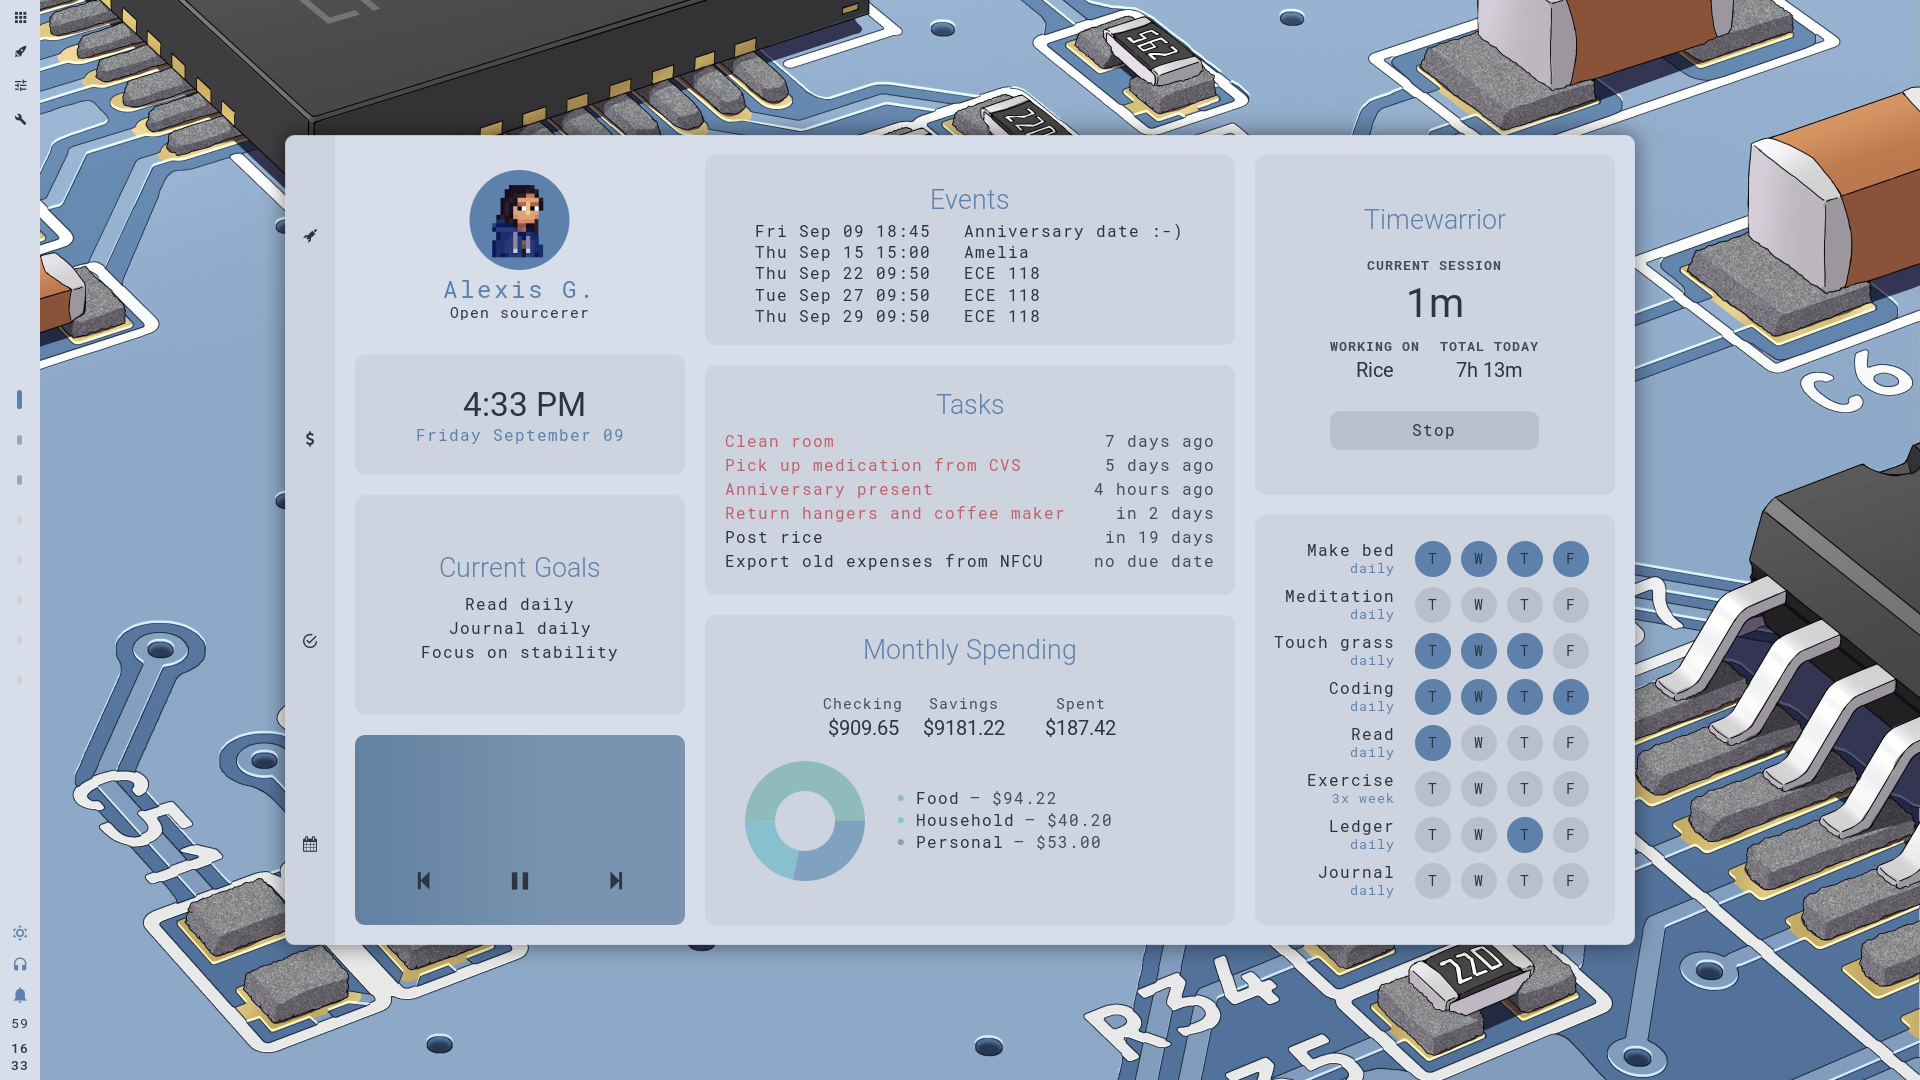 562
220
Alexis G.
Open sourcerer
4:33 PM
Friday September 09
Current Goals
Read daily
Journal daily
Focus on stability
Events
Fri Sep 09 18:45 Anniversary date :-)
Thu Sep 15 15:00 Amelia
Thu Sep 22 09:50 ECE 118
Tue Sep 27 09:50 ECE 118
Thu Sep 29 09:50 ECE 118
Tasks
Clean room 7 days ago
Pick up medication from CVS 5 days ago
Anniversary present 4 hours ago
Return hangers and coffee maker in 2 days
Post rice in 19 days
Export old expenses from NFCU no due date
Monthly Spending
Checking Savings Spent
$909.65 $9181.22 $187.42
Food — $94.22
Household — $40.20
Personal — $53.00
Timewarrior
CURRENT SESSION
1m
WORKING ON TOTAL TODAY
Rice 7h 13m
Stop
Make bed T W T F
daily
Meditation T W T F
daily
Touch grass T W T F
daily
Coding T W T F
daily
Read T W T F
daily
Exercise T W T F
3x week
Ledger T W T F
daily
Journal T W T F
daily
C6
C51
220
R34
59
16
33